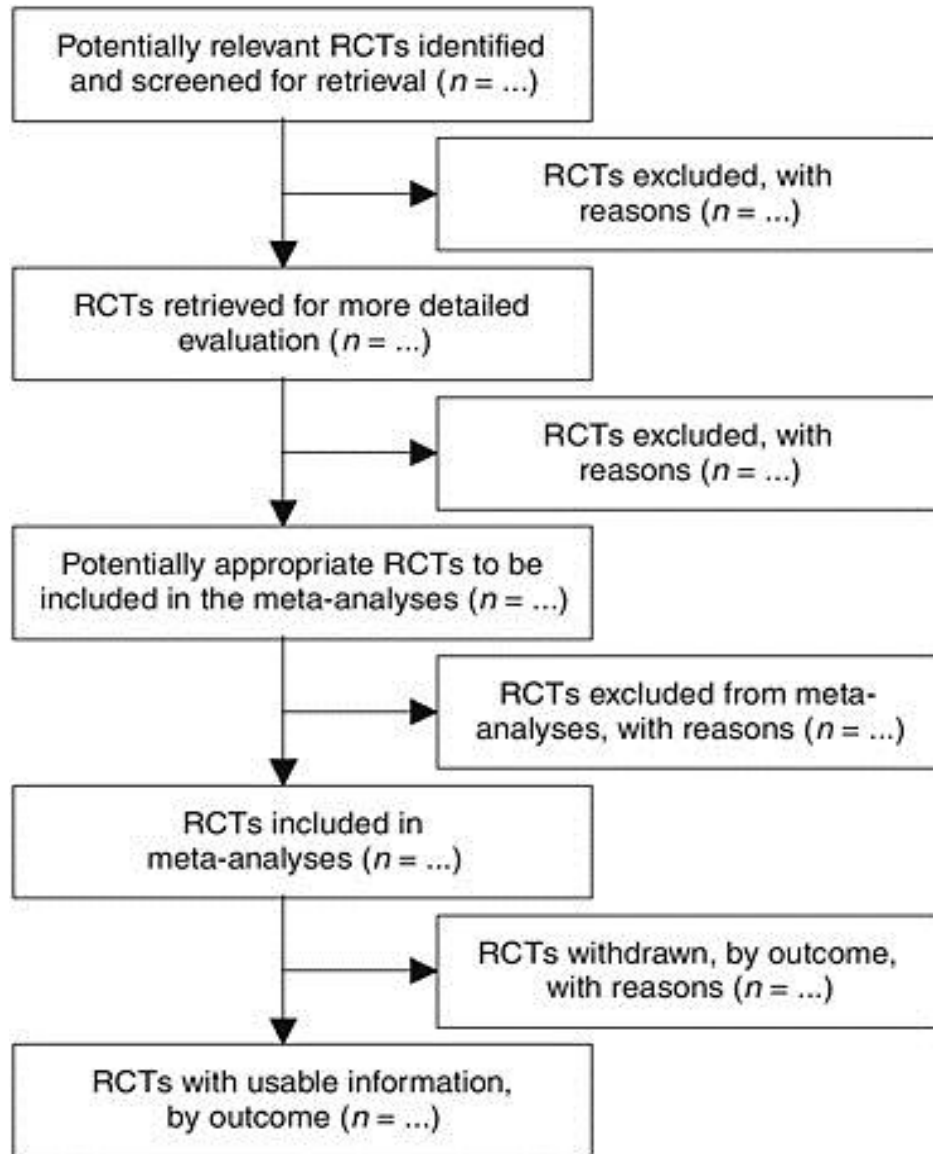 Potentially relevant RCTs identified
and screened for retrieval (n = ...)
RCTs excluded, with
reasons (n = ...)
RCTs retrieved for more detailed
evaluation (n = ...)
RCTs excluded, with
reasons (n = ...)
Potentially appropriate RCTs to be
included in the meta-analyses (n = ...)
RCTs excluded from meta-
analyses, with reasons (n = ...)
RCTs included in
meta-analyses (n = ...)
RCTs withdrawn, by outcome,
with reasons (n = ...)
RCTs with usable information,
by outcome (n = ...)